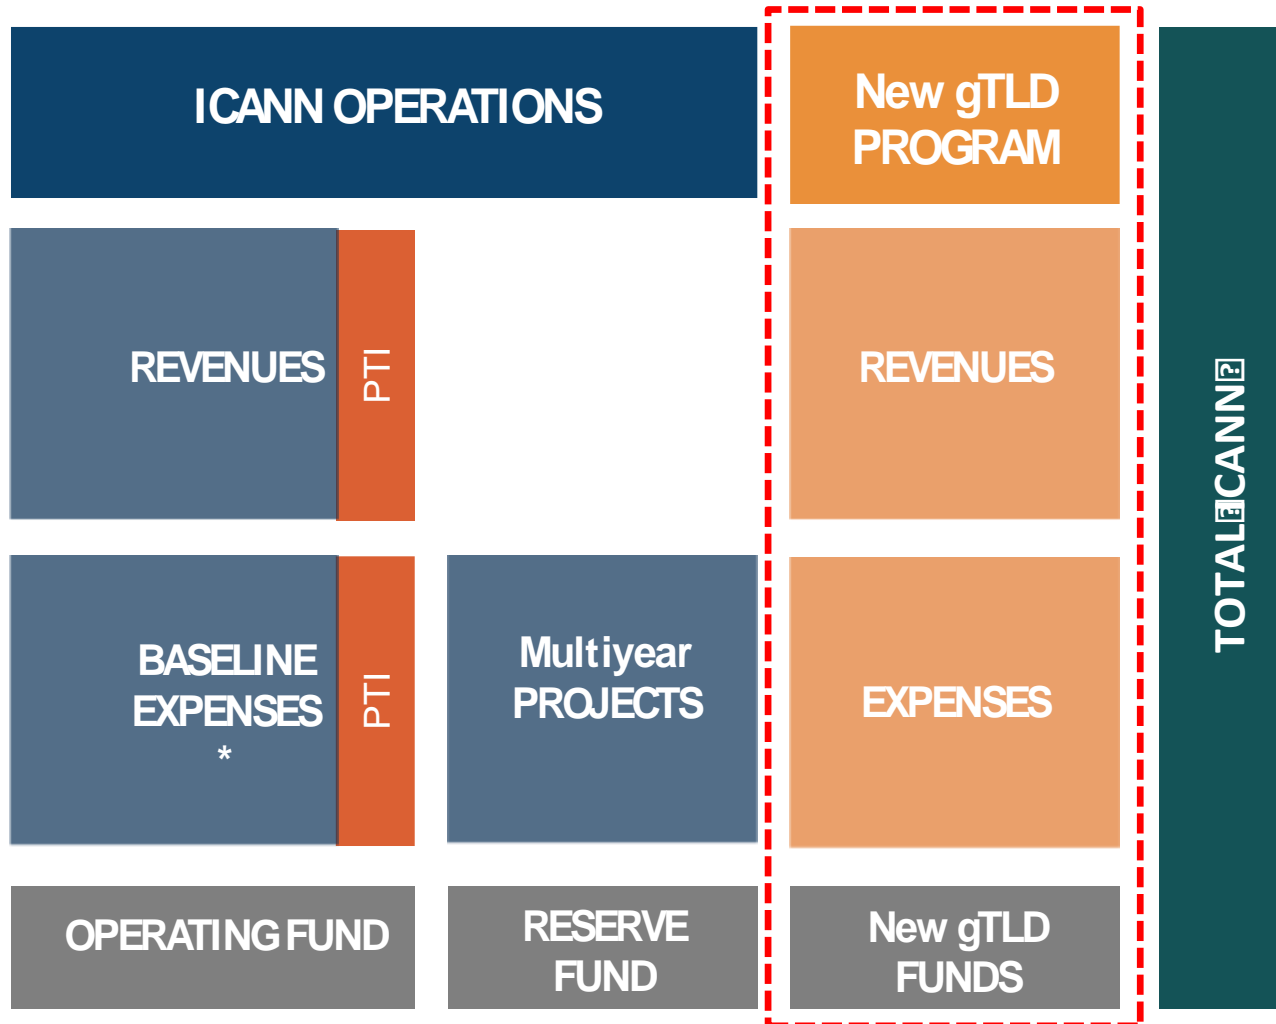 ICANN OPERATIONS
New gTLD
PROGRAM
REVENUES
PTI
REVENUES
BASELINE
EXPENSES
*
PTI
Multiyear
PROJECTS
EXPENSES
OPERATING FUND
RESERVE
FUND
New gTLD
FUNDS
TOTAL⍰ICANN⍰